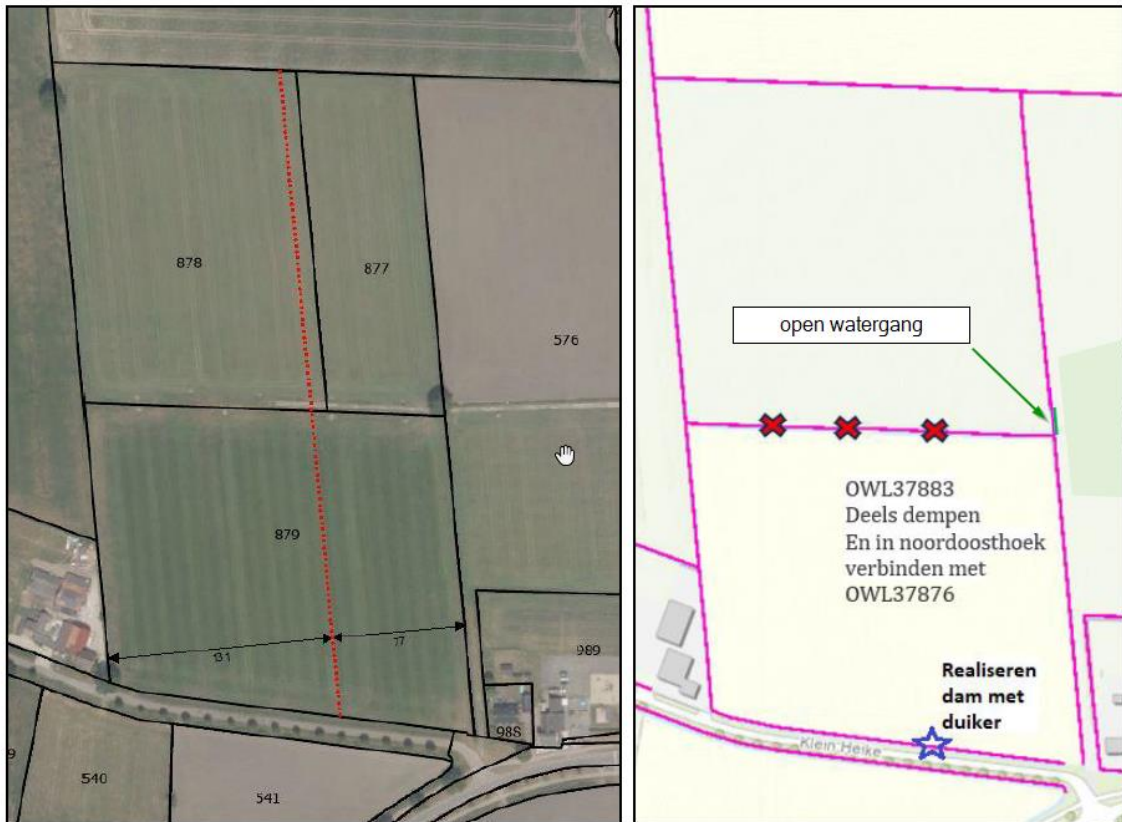 878
877
576
879
131
77
989
988
540
541
9
open watergang
OWL37883
Deels dempen
En in noordoosthoek
verbinden met
OWL37876
Realiseren
dam met
duiker
Klein Heike